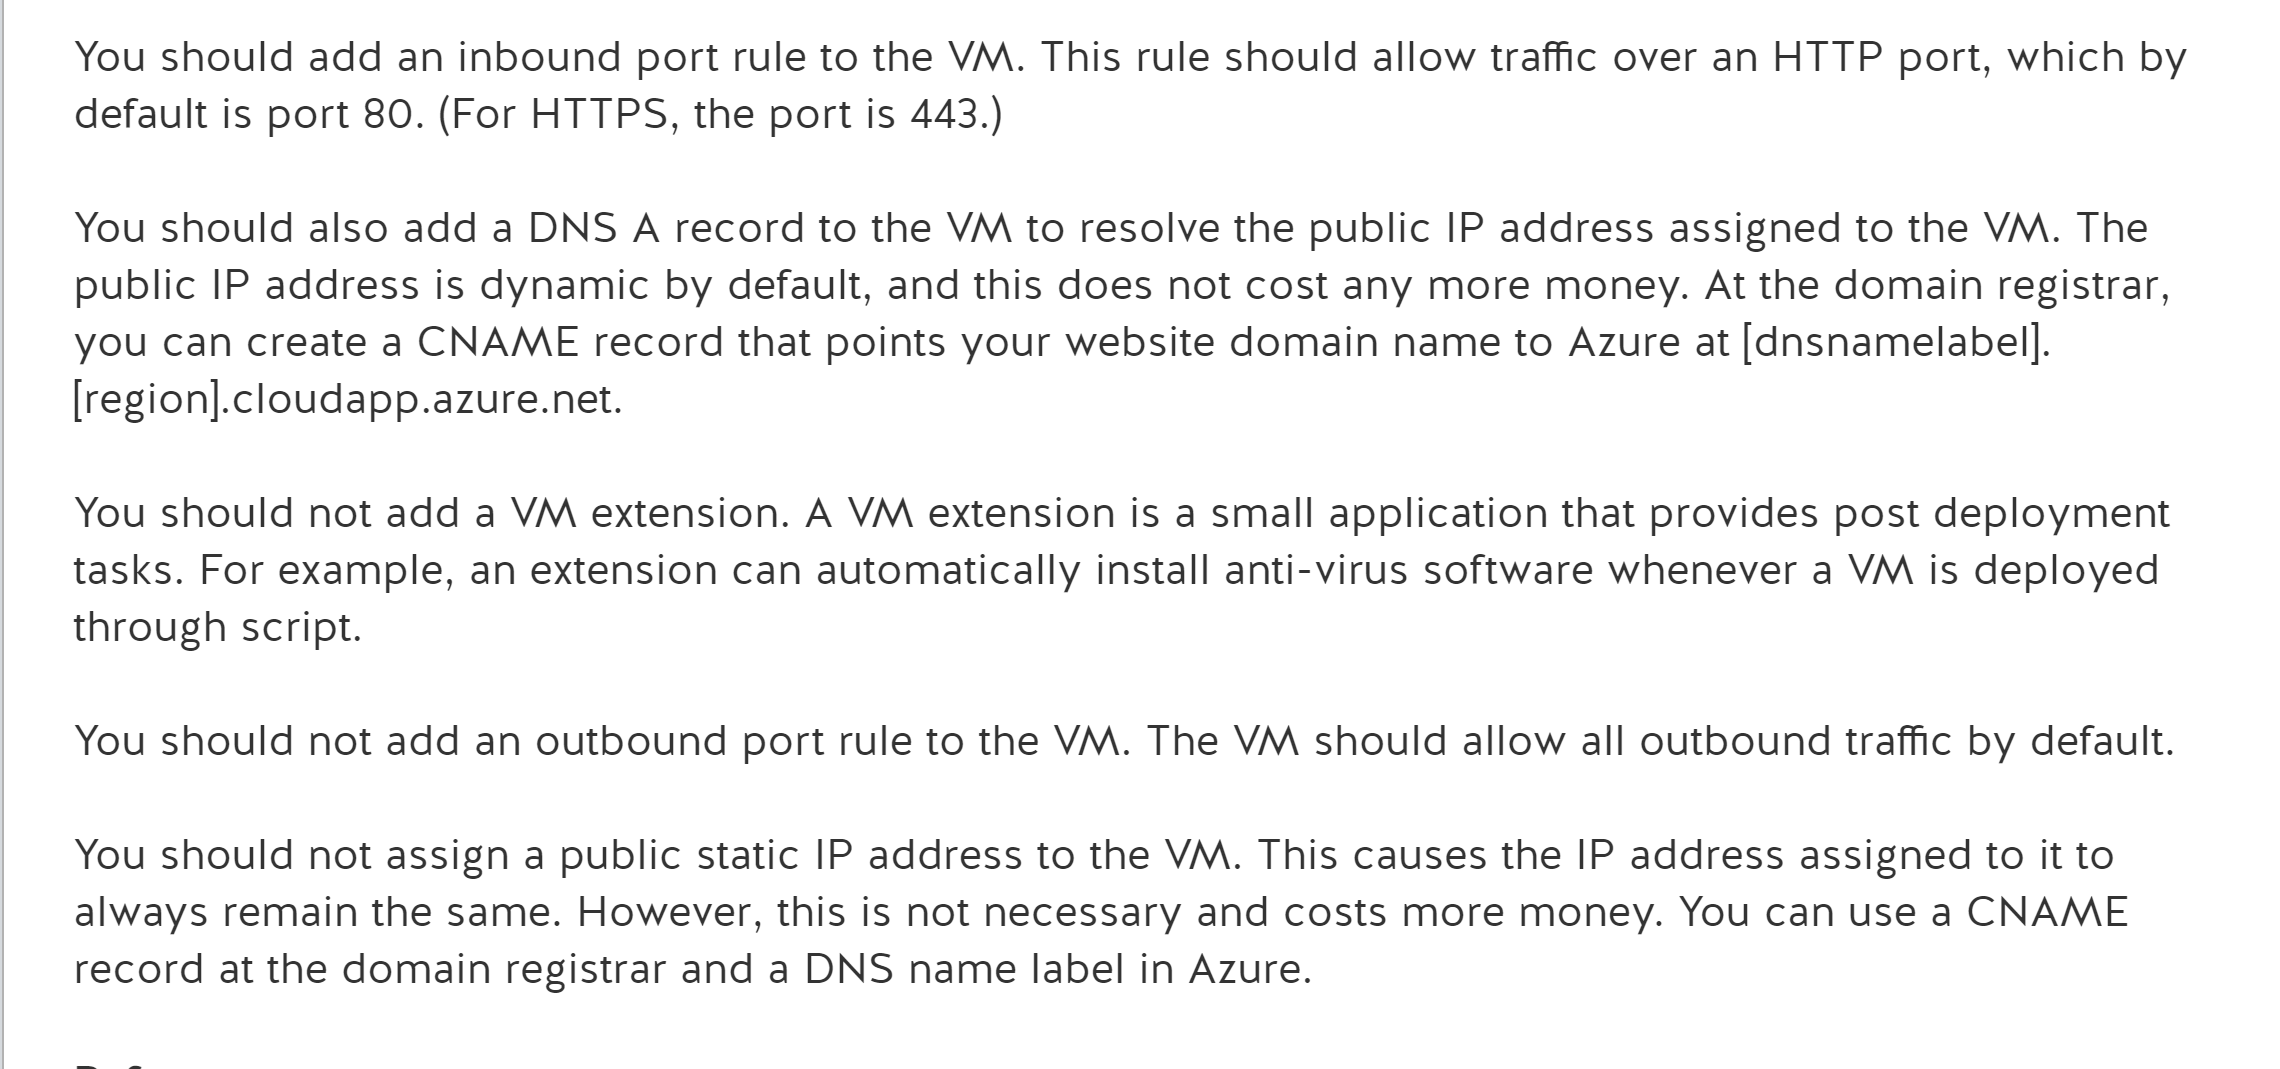 You should add an inbound port rule to the VM. This rule should allow traffic over an HTTP port, which by
default is port 80. (For HTTPS, the port is 443.)
You should also add a DNS A record to the VM to resolve the public IP address assigned to the VM. The
public IP address is dynamic by default, and this does not cost any more money. At the domain registrar,
you can create a CNAME record that points your website domain name to Azure at [dnsnamelabel].
[region].cloudapp.azure.net.
You should not add a VM extension. A VM extension is a small application that provides post deployment
tasks. For example, an extension can automatically install anti-virus software whenever a VM is deployed
through script.
You should not add an outbound port rule to the VM. The VM should allow all outbound traffic by default.
You should not assign a public static IP address to the VM. This causes the IP address assigned to it to
always remain the same. However, this is not necessary and costs more money. You can use a CNAME
record at the domain registrar and a DNS name label in Azure.